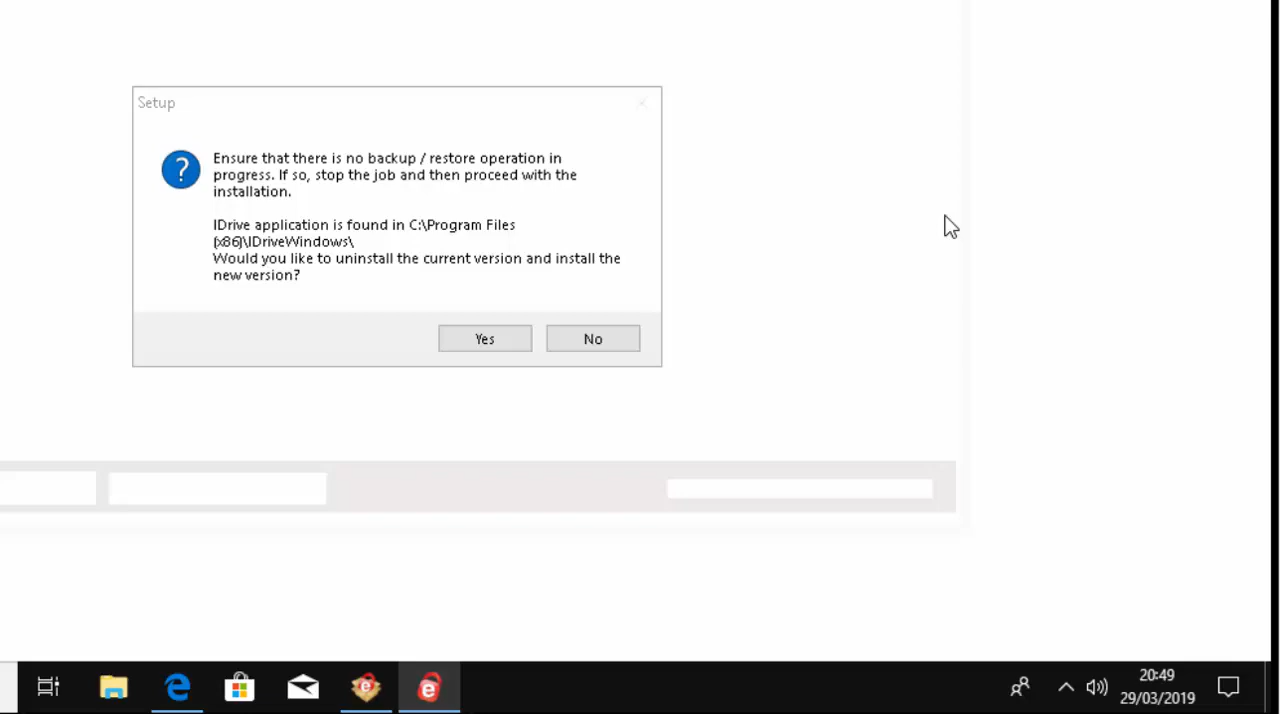 Setup
Ensure that there is no backup / restore operation in
progress. If so, stop the job and then proceed with the
installation.
IDrive application is found in C:\Program Files
(x86)\IDriveWindows\
Would you like to uninstall the current version and install the
new version?
Yes
No
20:49
29/03/2019